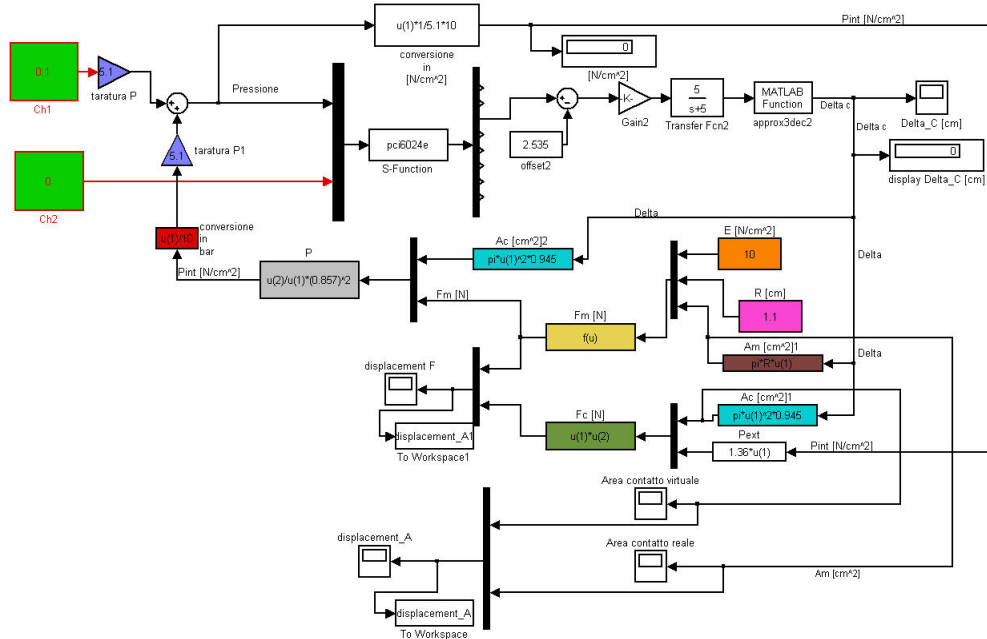 u(1)*1/5.1*10
conversione
in
[N/cm^2]
Pint [N/cm^2]
0
[N/cm^2]
0.1
Ch1
5.1
taratura P
Pressione
5.1
taratura P1
0
Ch2
pci6024e
S-Function
2.535
offset2
-K-
Gain2
5
s+5
Transfer Fcn2
MATLAB
Function
approx3dec2
Delta c
Delta_C [cm]
Delta c
0
display Delta_C [cm]
u(1)/10
conversione
in
bar
Pint [N/cm^2]
P
u(2)/u(1)*(0.857)^2
Ac [cm^2]2
pi*u(1)^2*0.945
Delta
Fm [N]
Fm [N]
f(u)
E [N/cm^2]
10
R [cm]
1.1
Delta
Am [cm^2]1
pi*R*u(1)
Delta
displacement F
displacement_A1
To Workspace1
Fc [N]
u(1)*u(2)
Ac [cm^2]1
pi*u(1)^2*0.945
Pext
1.36*u(1)
Pint [N/cm^2]
Area contatto virtuale
Area contatto reale
Am [cm^2]
displacement_A
displacement_A
To Workspace